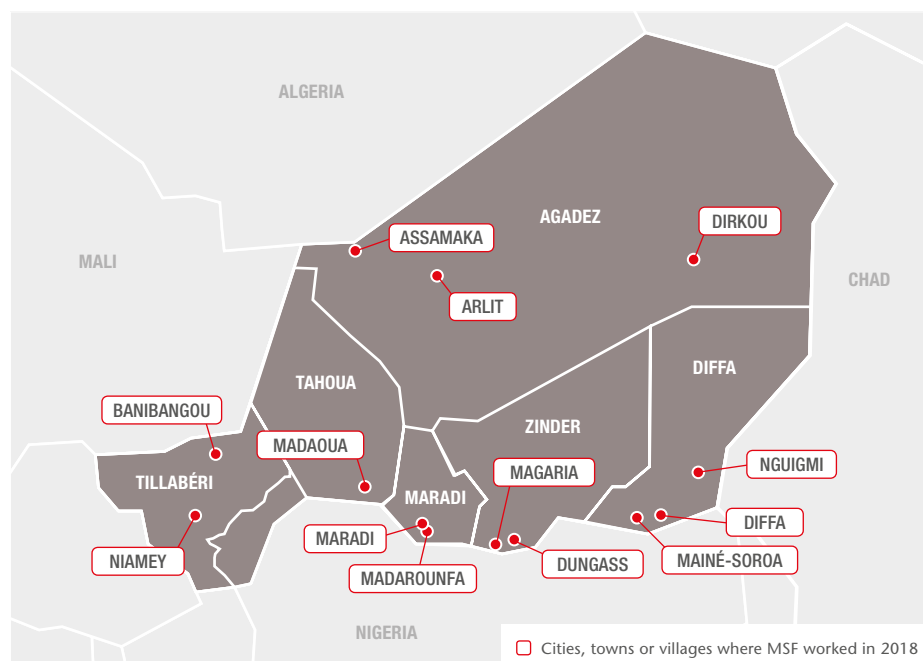 ALGERIA
AGADEZ
DIRKOU
ASSAMAKA
MALI
CHAD
ARLIT
DIFFA
TAHOUA
BANIBANGOU
ZINDER
MADAOUA
NGUIGMI
MAGARIA
TILLABÉRI
MARADI
DIFFA
MARADI
NIAMEY
MAINÉ-SOROA
DUNGASS
MADAROUNFA
NIGERIA
Cities, towns or villages where MSF worked in 2018